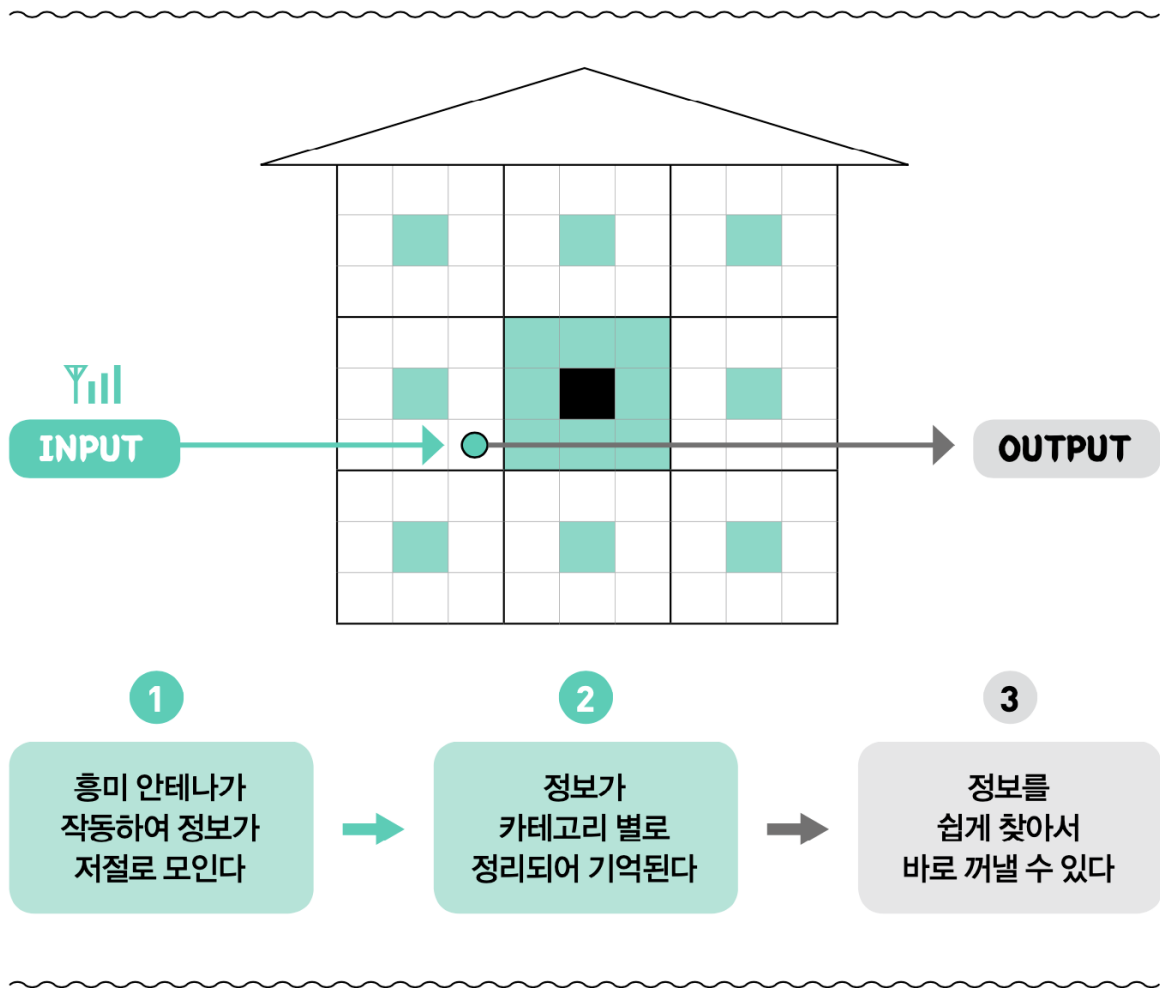 INPUT
OUTPUT
1
흥미 안테나가
작동하여 정보가
저절로 모인다
2
정보가
카테고리 별로
정리되어 기억된다
3
정보를
쉽게 찾아서
바로 꺼낼 수 있다